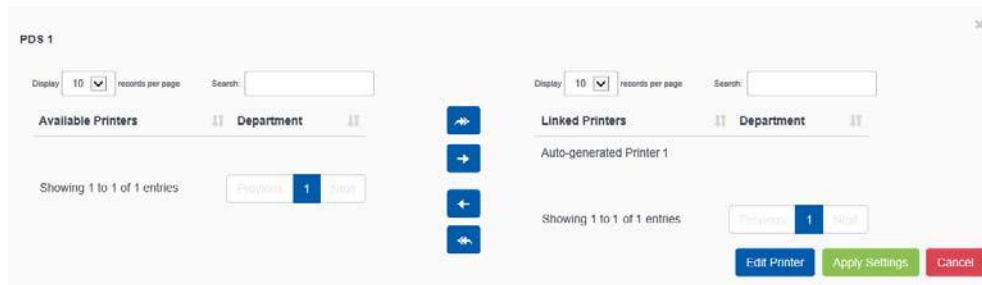 ×
PDS 1
Display 10 records per page Search:
Available Printers Department
Showing 1 to 1 of 1 entries
Previous 1 Next
Display 10 records per page Search:
Linked Printers Department
Auto-generated Printer 1
Showing 1 to 1 of 1 entries
Previous 1 Next
Edit Printer Apply Settings Cancel